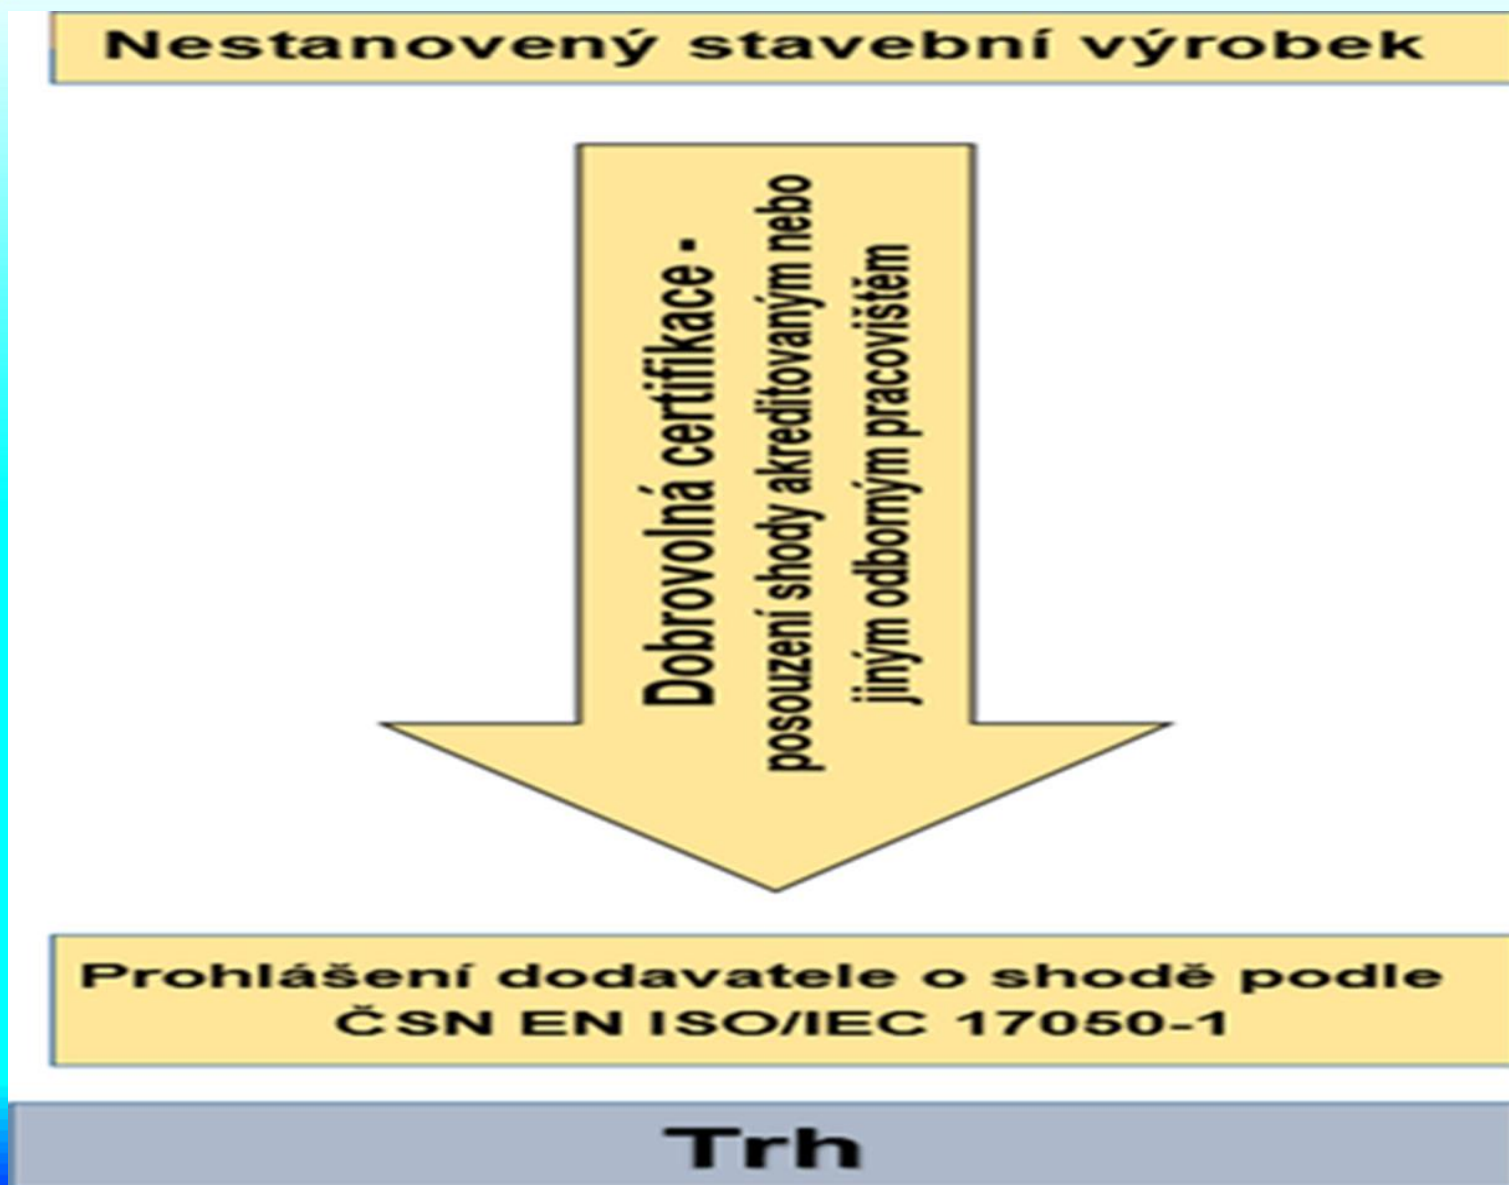 Nestanovený stavební výrobek
Dobrovolná certifikace -
posouzení shody akreditovaným nebo
jiným odborným pracovištěm
Prohlášení dodavatele o shodě podle
ČSN EN ISO/IEC 17050-1
Trh